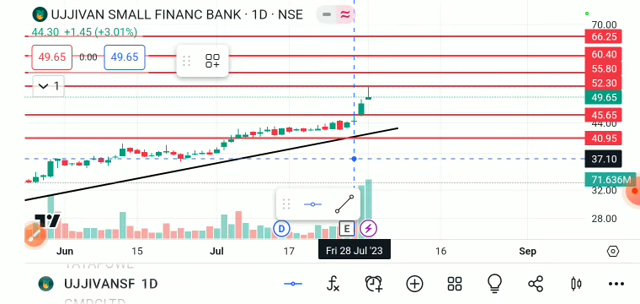 UJJIVAN SMALL FINANC BANK · 1D · NSE
44.30 +1.45 (+3.01%)
49.65 0.00 49.65
1
70.00
66.25
60.40
55.80
52.30
49.65
45.65
44.00
40.95
37.10
71.636M
32.00
28.00
D E
Jun 15 Jul 17 Fri 28 Jul '23 16 Sep
UJJIVANSF 1D